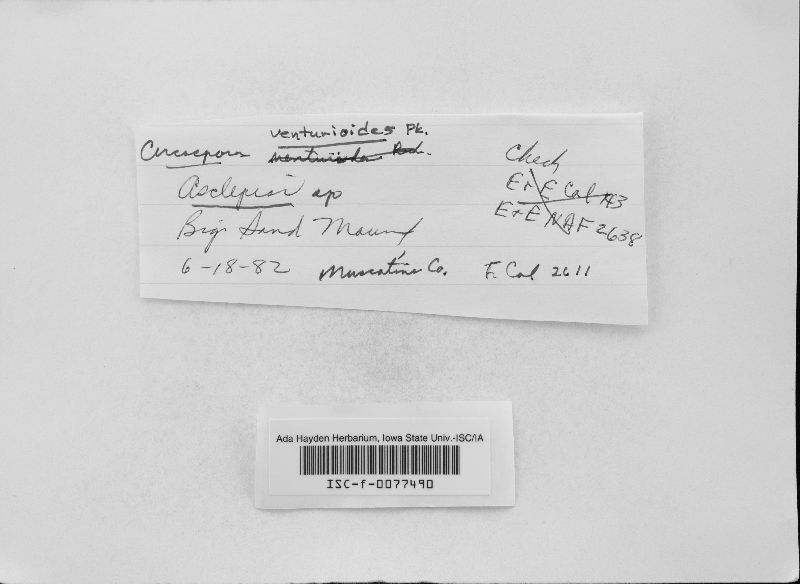 venturioides Pk.
Cercospora
Asclepias sp
Big Sand Mound
6-18-82 Muscatine Co.
Check
E + E Col 43
E + E NAF 2638
F. Col 2611
Ada Hayden Herbarium, Iowa State Univ.-ISC/IA
ISC-f-0077490